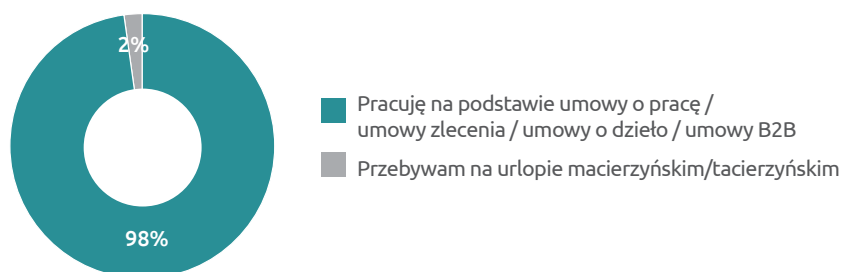 2%
Pracuję na podstawie umowy o pracę /
umowy zlecenia / umowy o dzieło / umowy B2B
Przebywam na urlopie macierzyńskim/tacierzyńskim
98%